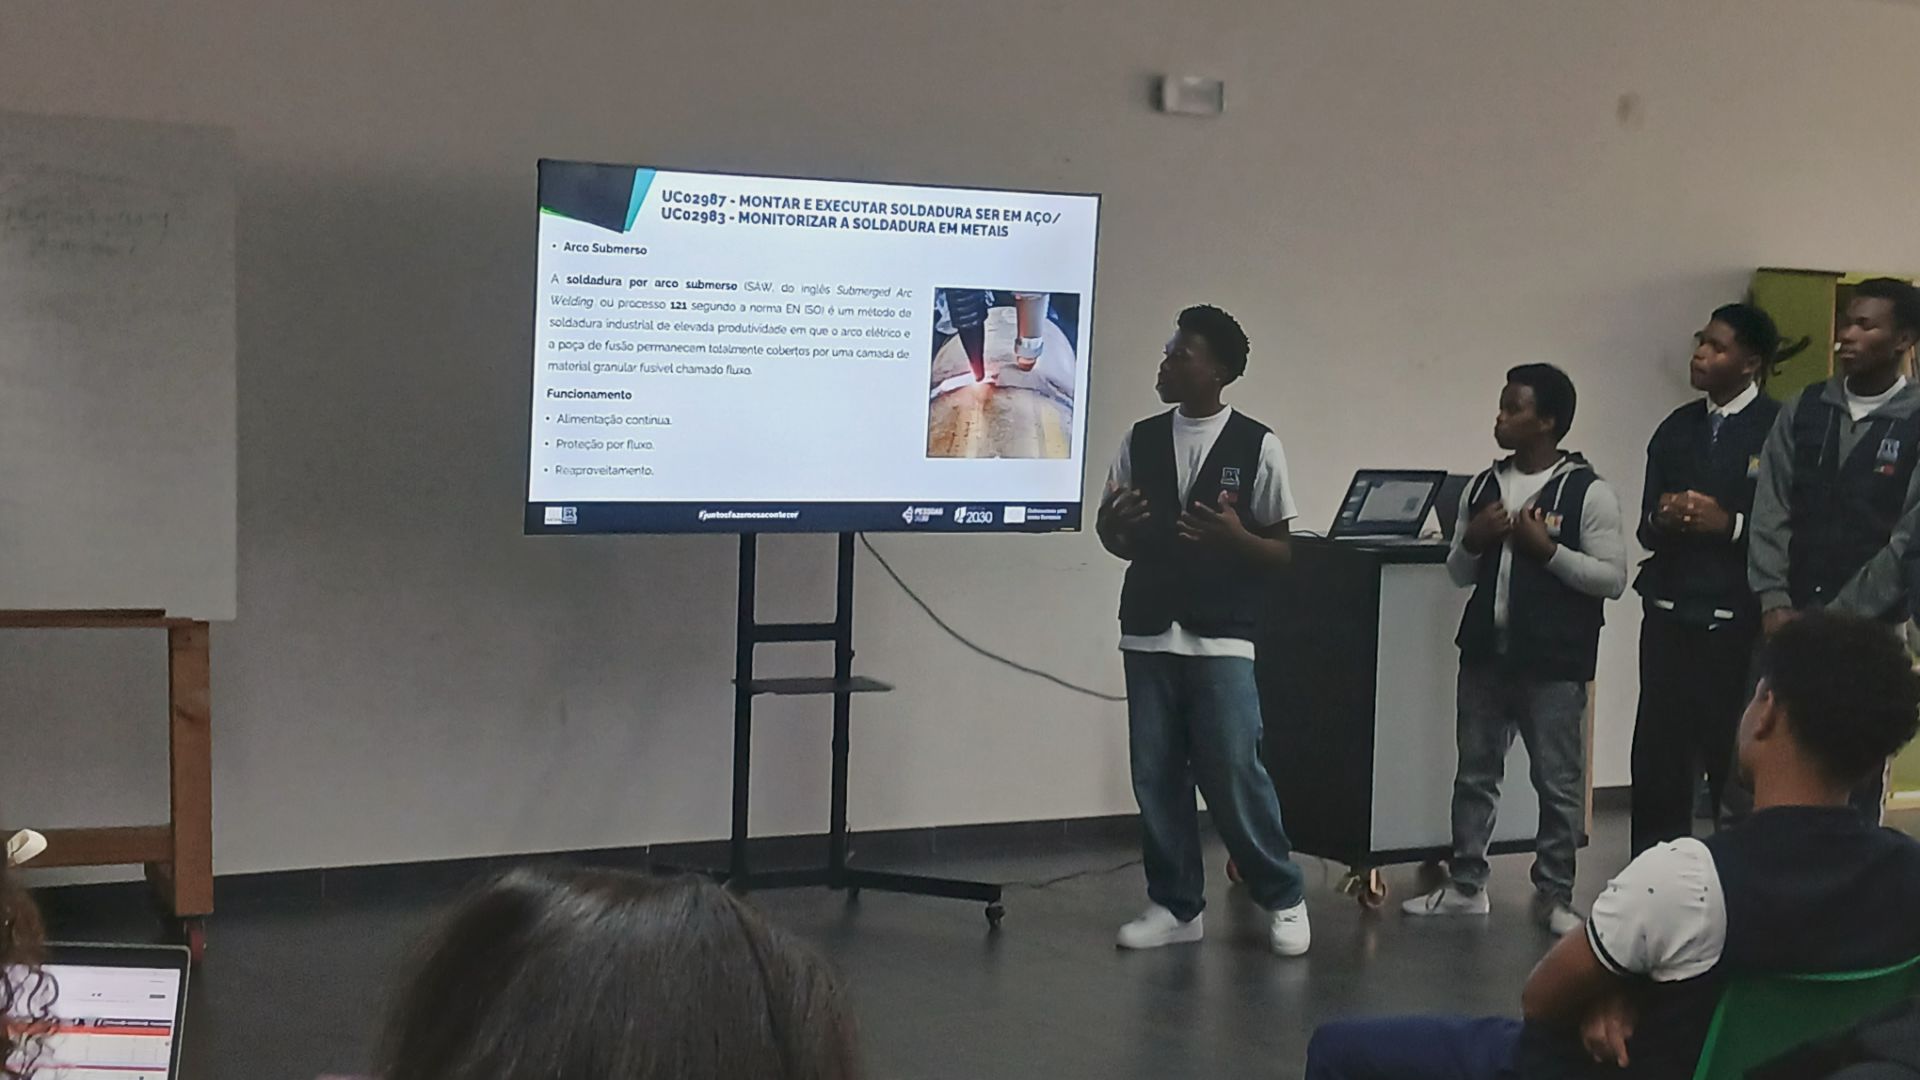 UC02987 - MONTAR E EXECUTAR SOLDADURA SER EM AÇO/
UC02983 - MONITORIZAR A SOLDADURA EM METAIS
• Arco Submerso
A soldadura por arco submerso (SAW, do inglês Submerged Arc
Welding, ou processo 121 segundo a norma EN ISO) é um método de
soldadura industrial de elevada produtividade em que o arco elétrico e
a poça de fusão permanecem totalmente cobertos por uma camada de
material granular fusível chamado fluxo.
Funcionamento
• Alimentação contínua.
• Proteção por fluxo.
• Reaproveitamento.
#juntosfazemosacontecer
PESSOAS
2030